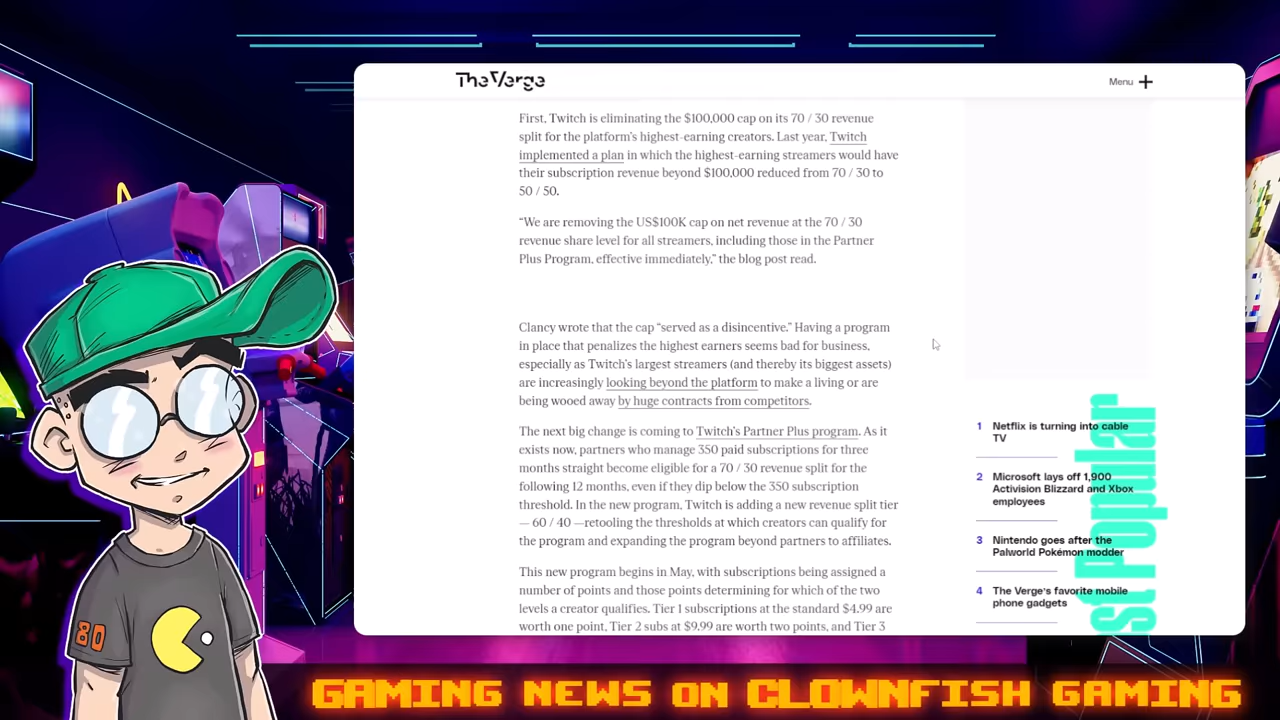 TheVerge
Menu
First, Twitch is eliminating the $100,000 cap on its 70 / 30 revenue
split for the platform's highest-earning creators. Last year, Twitch
implemented a plan in which the highest-earning streamers would have
their subscription revenue beyond $100,000 reduced from 70 / 30 to
50 / 50.
“We are removing the US$100K cap on net revenue at the 70 / 30
revenue share level for all streamers, including those in the Partner
Plus Program, effective immediately,” the blog post read.
Clancy wrote that the cap “served as a disincentive.” Having a program
in place that penalizes the highest earners seems bad for business,
especially as Twitch's largest streamers (and thereby its biggest assets)
are increasingly looking beyond the platform to make a living or are
being wooed away by huge contracts from competitors.
The next big change is coming to Twitch's Partner Plus program. As it
exists now, partners who manage 350 paid subscriptions for three
months straight become eligible for a 70 / 30 revenue split for the
following 12 months, even if they dip below the 350 subscription
threshold. In the new program, Twitch is adding a new revenue split tier
— 60 / 40 —retooling the thresholds at which creators can qualify for
the program and expanding the program beyond partners to affiliates.
This new program begins in May, with subscriptions being assigned a
number of points and those points determining for which of the two
levels a creator qualifies. Tier 1 subscriptions at the standard $4.99 are
worth one point, Tier 2 subs at $9.99 are worth two points, and Tier 3
1 Netflix is turning into cable
TV
2 Microsoft lays off 1,900
Activision Blizzard and Xbox
employees
3 Nintendo goes after the
Palworld Pokémon modder
4 The Verge's favorite mobile
phone gadgets
st Popular
80
GAMING NEWS ON CLOWNFISH GAMING